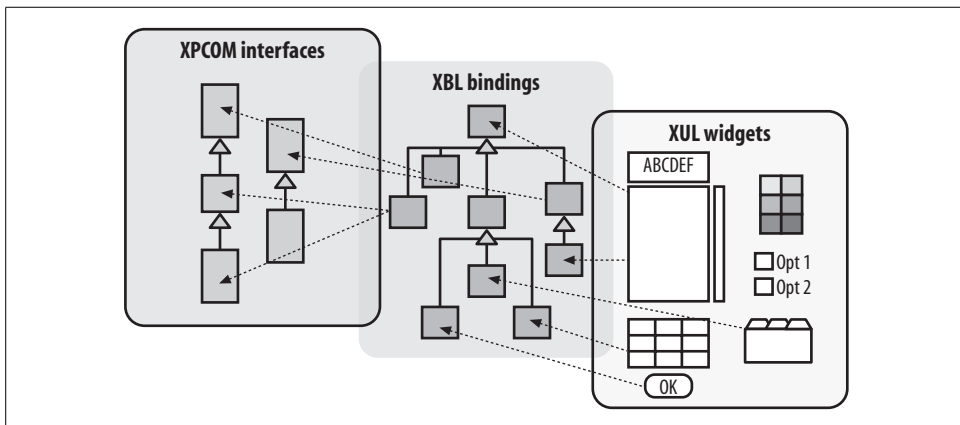 XPCOM interfaces
XBL bindings
XUL widgets
ABCDEF
Opt 1
Opt 2
OK